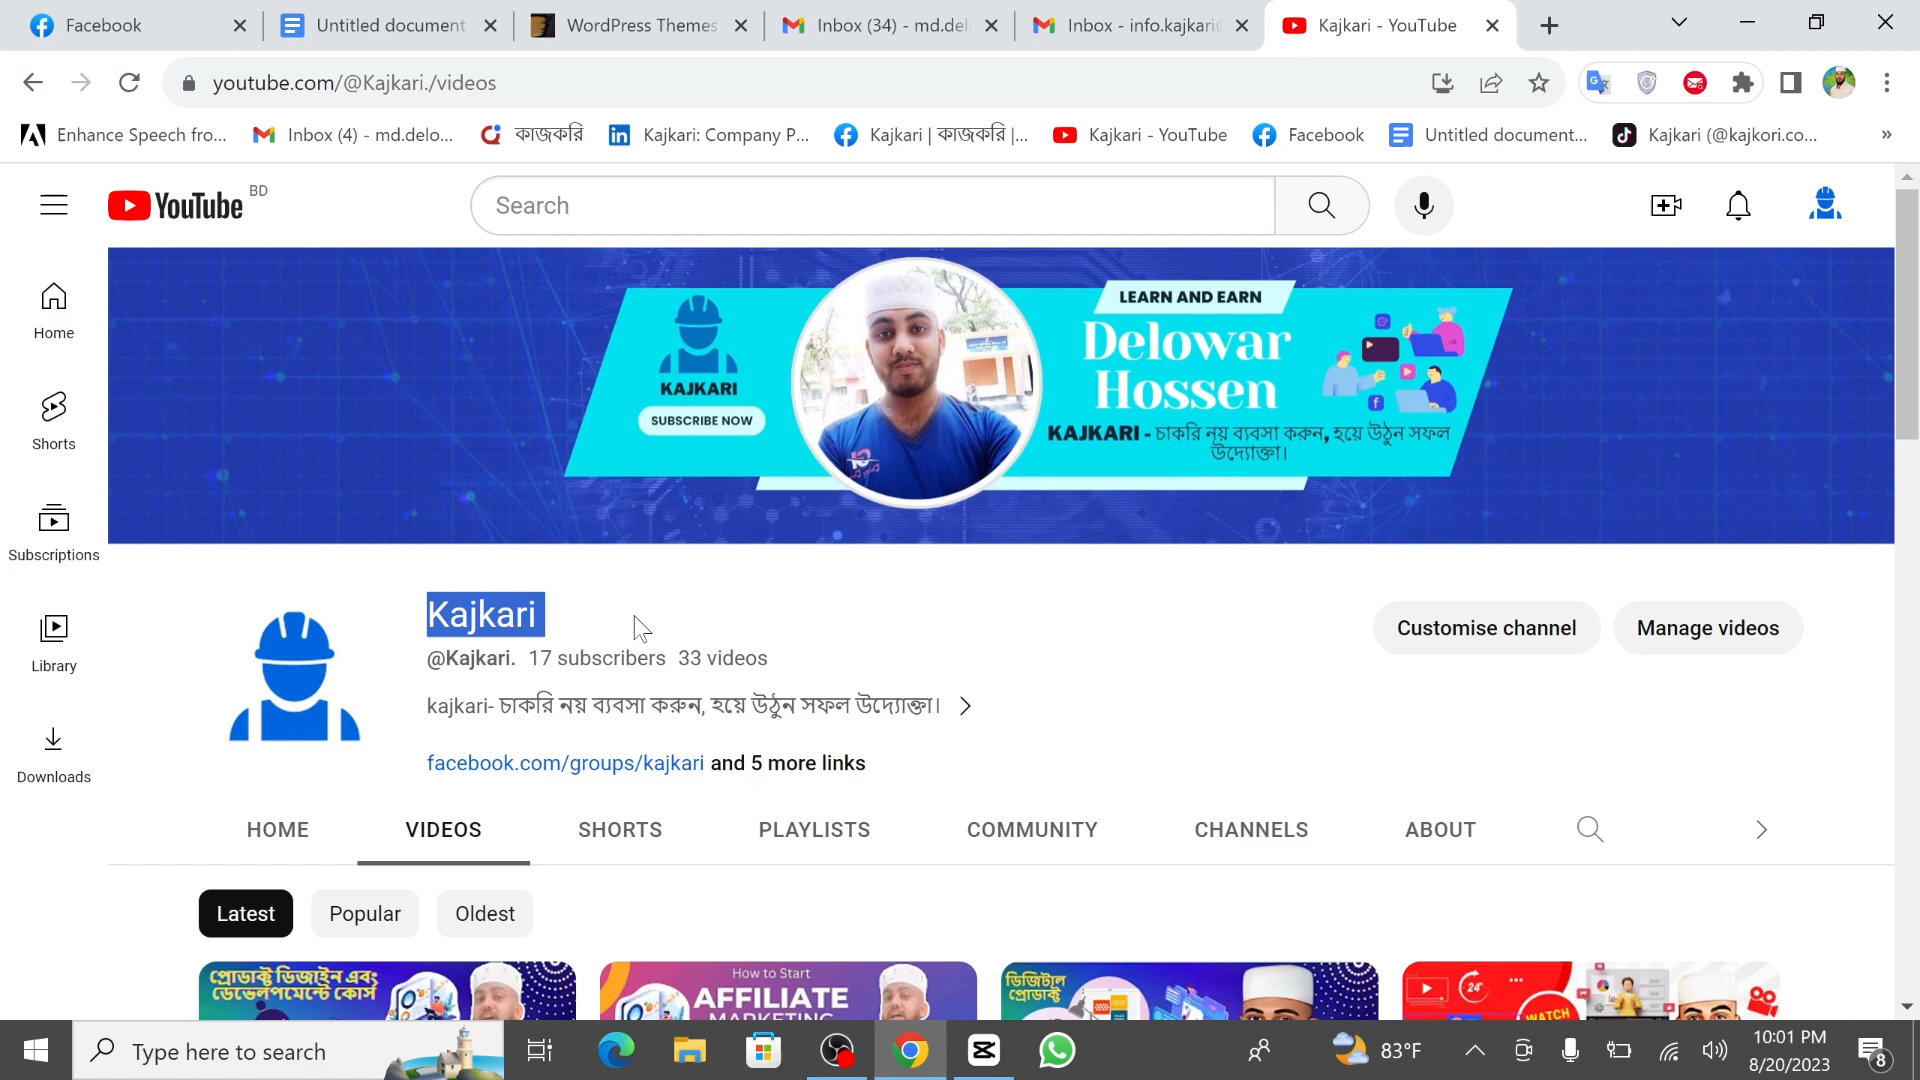 Facebook
Untitled document
WordPress Themes
Inbox (34) - md.del
Inbox - info.kajkari
Kajkari - YouTube
youtube.com/@Kajkari./videos
Enhance Speech fro...
Inbox (4) - md.delo...
কাজকরি
Kajkari: Company P...
Kajkari | কাজকরি |...
Kajkari - YouTube
Facebook
Untitled document...
Kajkari (@kajkori.co...
YouTube BD
Search
Home
Shorts
Subscriptions
Library
Downloads
KAJKARI
SUBSCRIBE NOW
LEARN AND EARN
Delowar
Hossen
KAJKARI - চাকরি নয় ব্যবসা করুন, হয়ে উঠুন সফল
উদ্যোক্তা।
Kajkari
@Kajkari. 17 subscribers 33 videos
kajkari- চাকরি নয় ব্যবসা করুন, হয়ে উঠুন সফল উদ্যোক্তা।
facebook.com/groups/kajkari and 5 more links
Customise channel
Manage videos
HOME
VIDEOS
SHORTS
PLAYLISTS
COMMUNITY
CHANNELS
ABOUT
Latest
Popular
Oldest
প্রোডাক্ট ডিজাইন এবং
ডেভেলপমেন্টে কোর্স
How to Start
AFFILIATE
MARKETING
ডিজিটাল
প্রোডাক্ট
24
WATCH
Type here to search
83°F
10:01 PM
8/20/2023
8